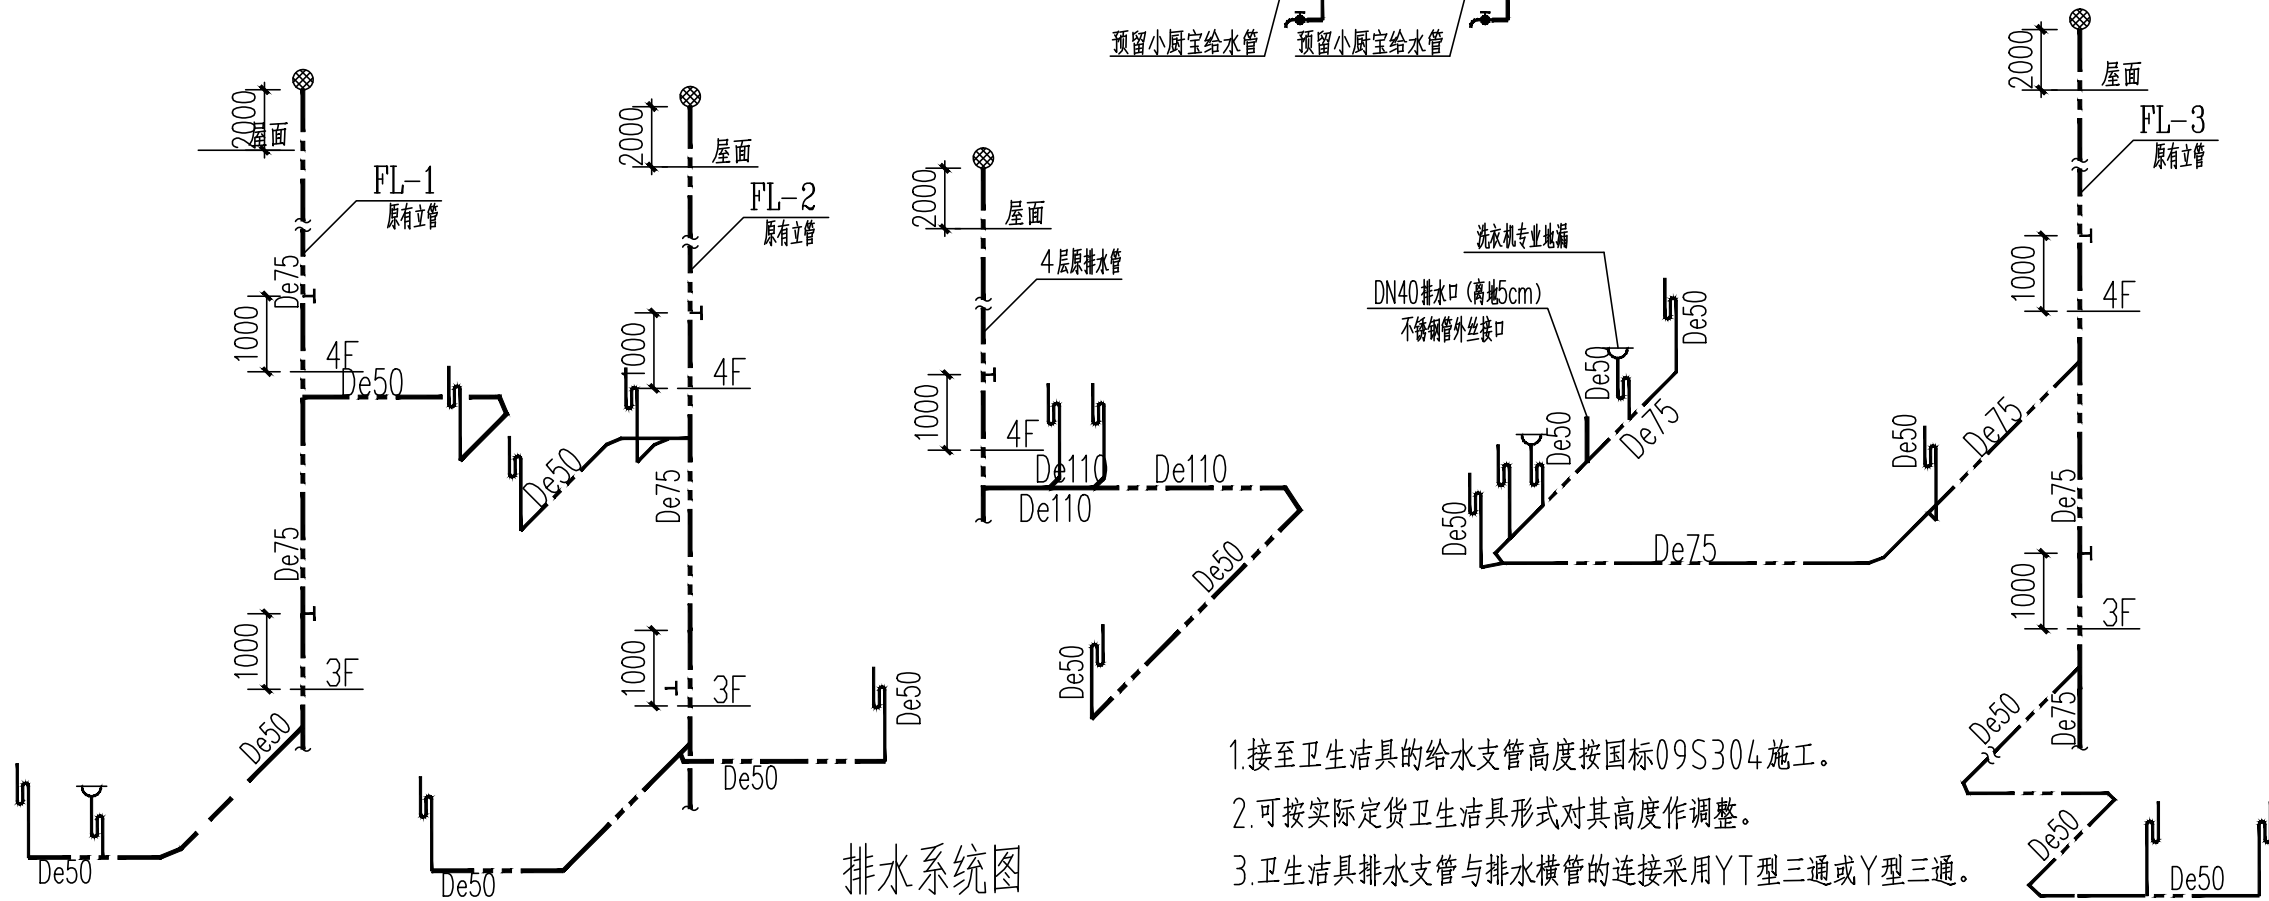 预留小厨宝给水管
预留小厨宝给水管
2000
屋面
FL-1
原有立管
De75
1000
4F
De50
De75
1000
3F
De50
De50
2000
屋面
FL-2
原有立管
1000
4F
De50
De75
1000
3F
De50
De50
De50
2000
屋面
4层原排水管
1000
4F
De110
De110
De110
De50
De50
洗衣机专业地漏
DN40排水口(离地5cm)
不锈钢管外丝接口
De50
De50
De75
De50
De50
De75
De50
De75
2000
屋面
FL-3
原有立管
1000
4F
De75
1000
3F
De50
De75
De50
De50
排水系统图
1.接至卫生洁具的给水支管高度按国标09S304施工。
2.可按实际定货卫生洁具形式对其高度作调整。
3.卫生洁具排水支管与排水横管的连接采用YT型三通或Y型三通。